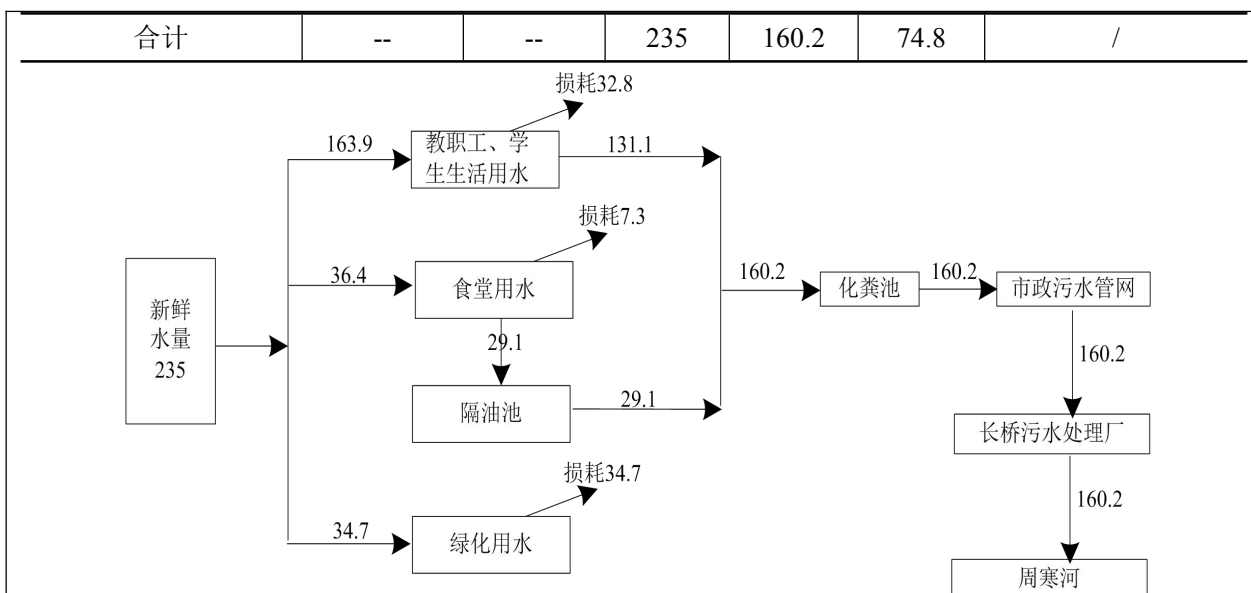 合计 -- -- 235 160.2 74.8 /
损耗32.8
163.9
教职工、学
生生活用水
131.1
损耗7.3
36.4
食堂用水
160.2
化粪池
160.2
市政污水管网
新鲜
水量
235
29.1
160.2
隔油池
29.1
长桥污水处理厂
损耗34.7
160.2
34.7
绿化用水
周寒河